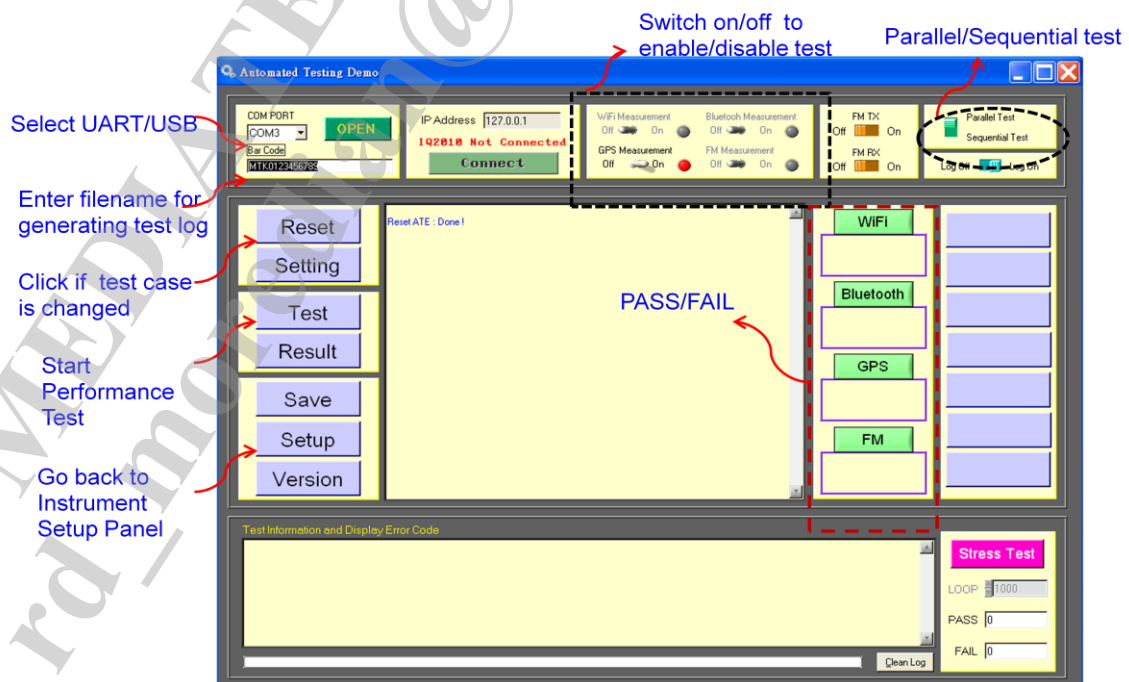 Switch on/off to
enable/disable test
Parallel/Sequential test
Automated Testing Demo
Select UART/USB
COM PORT
COM3
OPEN
Bar Code
MTK0123456789
IP Address 127.0.0.1
IQ2010 Not Connected
Connect
WiFi Measurement
Off On
Bluetooh Measurement
Off On
GPS Measurement
Off On
FM Measurement
Off On
FM TX
Off On
FM RX
Off On
Parallel Test
Sequential Test
Log Off Log On
Enter filename for
generating test log
Click if test case
is changed
Start
Performance
Test
Go back to
Instrument
Setup Panel
Reset
Setting
Test
Result
Save
Setup
Version
Reset ATE : Done !
PASS/FAIL
WiFi
Bluetooth
GPS
FM
Test Information and Display Error Code
Clean Log
Stress Test
LOOP 1000
PASS 0
FAIL 0
MEDIATE
rd_moredian@